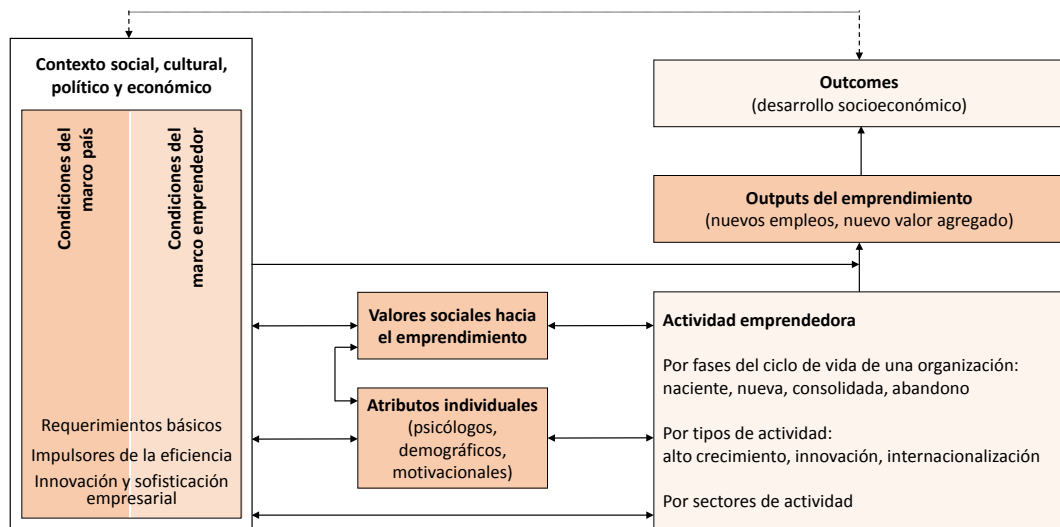 Contexto social, cultural,
político y económico
Condiciones del
marco país
Condiciones del
marco emprendedor
Requerimientos básicos
Impulsores de la eficiencia
Innovación y sofisticación
empresarial
Valores sociales hacia
el emprendimiento
Atributos individuales
(psicólogos,
demográficos,
motivacionales)
Outcomes
(desarrollo socioeconómico)
Outputs del emprendimiento
(nuevos empleos, nuevo valor agregado)
Actividad emprendedora
Por fases del ciclo de vida de una organización:
naciente, nueva, consolidada, abandono
Por tipos de actividad:
alto crecimiento, innovación, internacionalización
Por sectores de actividad